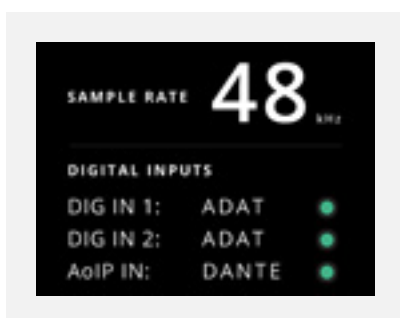 SAMPLE RATE 48 kHz
DIGITAL INPUTS
DIG IN 1: ADAT
DIG IN 2: ADAT
AoIP IN: DANTE